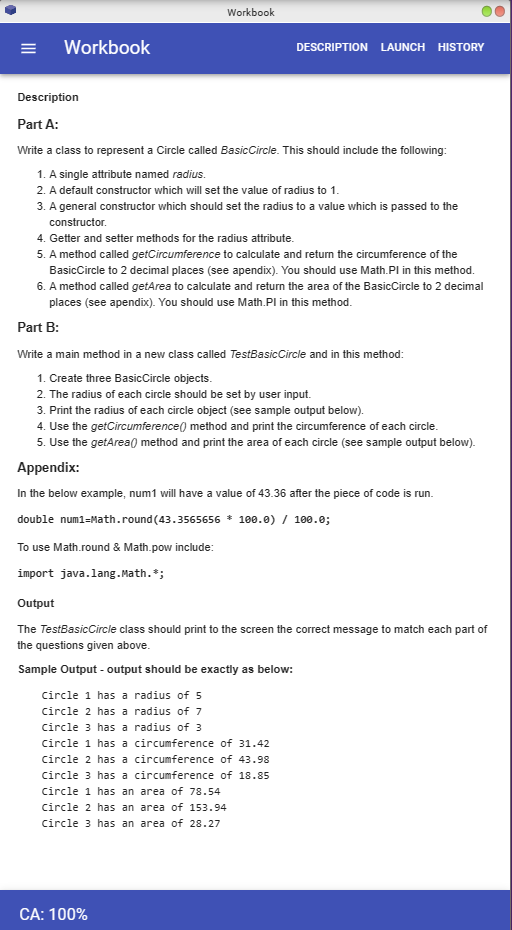 Workbook
Workbook DESCRIPTION LAUNCH HISTORY
Description
Part A:
Write a class to represent a Circle called BasicCircle. This should include the following:
1. A single attribute named radius.
2. A default constructor which will set the value of radius to 1.
3. A general constructor which should set the radius to a value which is passed to the
constructor.
4. Getter and setter methods for the radius attribute.
5. A method called getCircumference to calculate and return the circumference of the
BasicCircle to 2 decimal places (see apendix). You should use Math.PI in this method.
6. A method called getArea to calculate and return the area of the BasicCircle to 2 decimal
places (see apendix). You should use Math.PI in this method.
Part B:
Write a main method in a new class called TestBasicCircle and in this method:
1. Create three BasicCircle objects.
2. The radius of each circle should be set by user input.
3. Print the radius of each circle object (see sample output below).
4. Use the getCircumference() method and print the circumference of each circle.
5. Use the getArea() method and print the area of each circle (see sample output below).
Appendix:
In the below example, num1 will have a value of 43.36 after the piece of code is run.
double num1=Math.round(43.3565656 * 100.0) / 100.0;
To use Math.round & Math.pow include:
import java.lang.Math.*;
Output
The TestBasicCircle class should print to the screen the correct message to match each part of
the questions given above.
Sample Output - output should be exactly as below:
Circle 1 has a radius of 5
Circle 2 has a radius of 7
Circle 3 has a radius of 3
Circle 1 has a circumference of 31.42
Circle 2 has a circumference of 43.98
Circle 3 has a circumference of 18.85
Circle 1 has an area of 78.54
Circle 2 has an area of 153.94
Circle 3 has an area of 28.27
CA: 100%